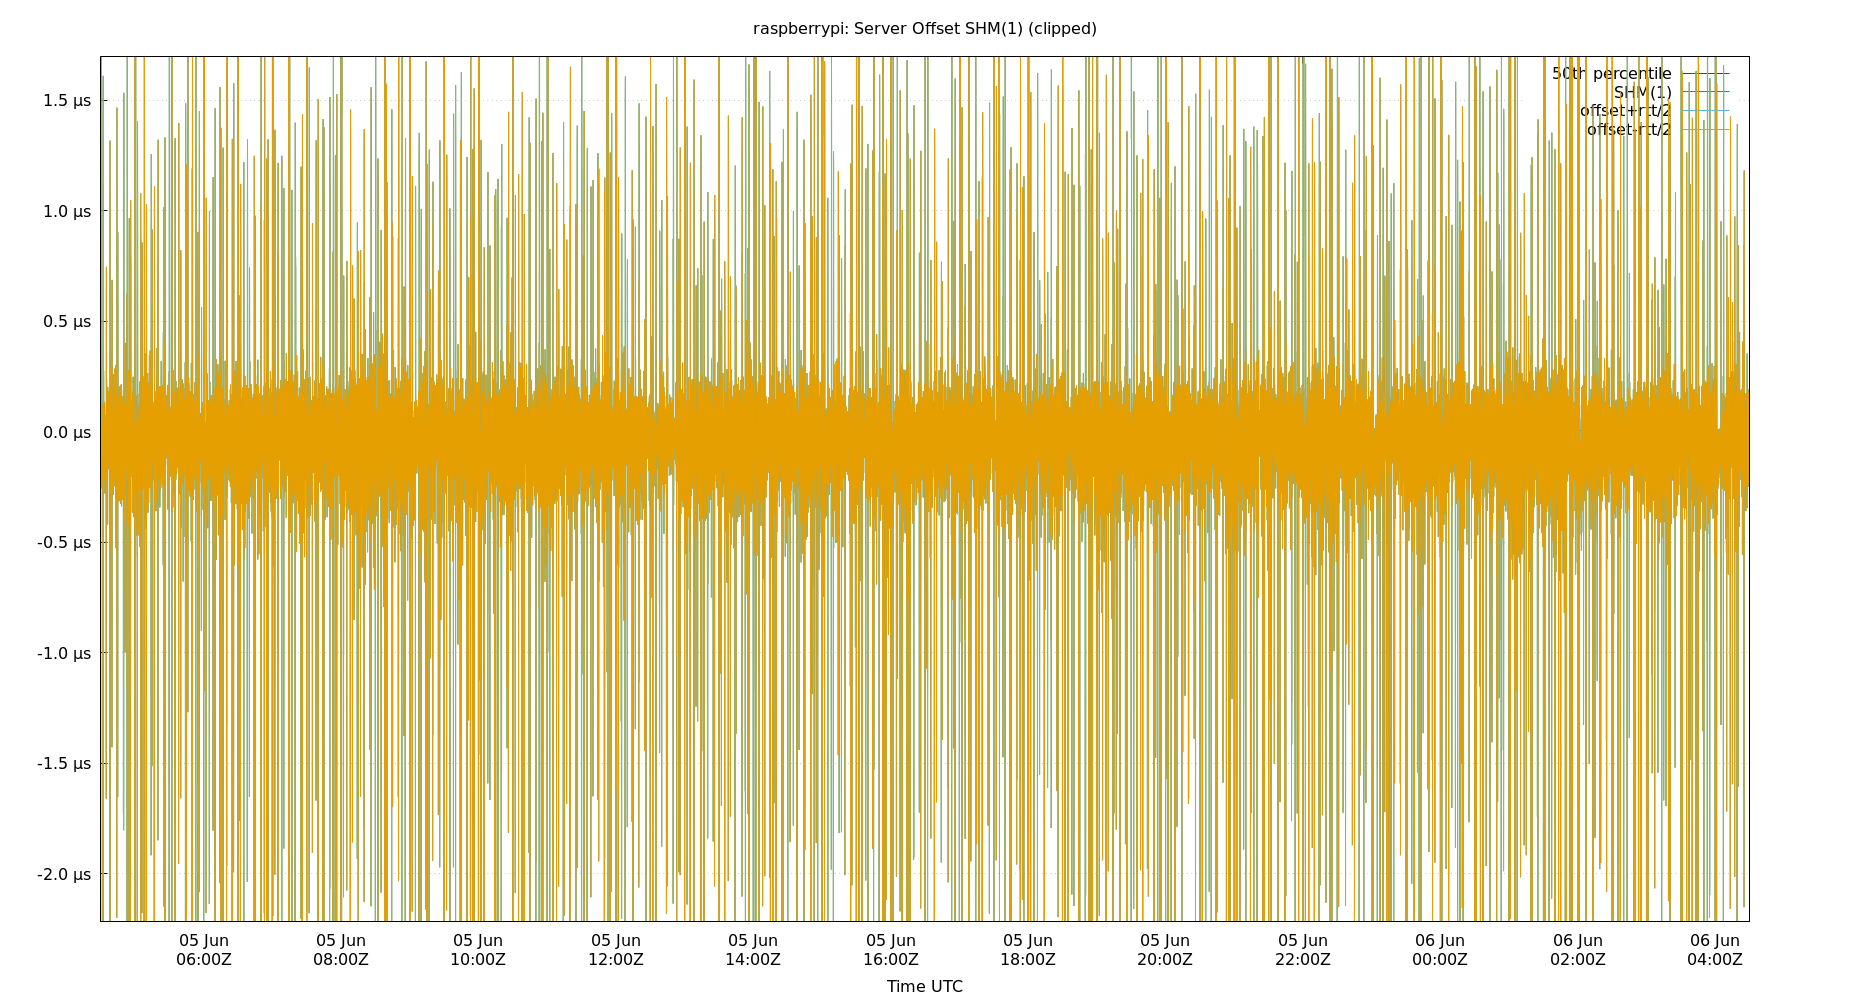 raspberrypi: Server Offset SHM(1) (clipped)
50th percentile
SHM(1)
offset+rtt/2
offset-rtt/2
1.5 µs
1.0 µs
0.5 µs
0.0 µs
-0.5 µs
-1.0 µs
-1.5 µs
-2.0 µs
05 Jun 05 Jun 05 Jun 05 Jun 05 Jun 05 Jun 05 Jun 05 Jun 05 Jun 06 Jun 06 Jun 06 Jun
06:00Z 08:00Z 10:00Z 12:00Z 14:00Z 16:00Z 18:00Z 20:00Z 22:00Z 00:00Z 02:00Z 04:00Z
Time UTC